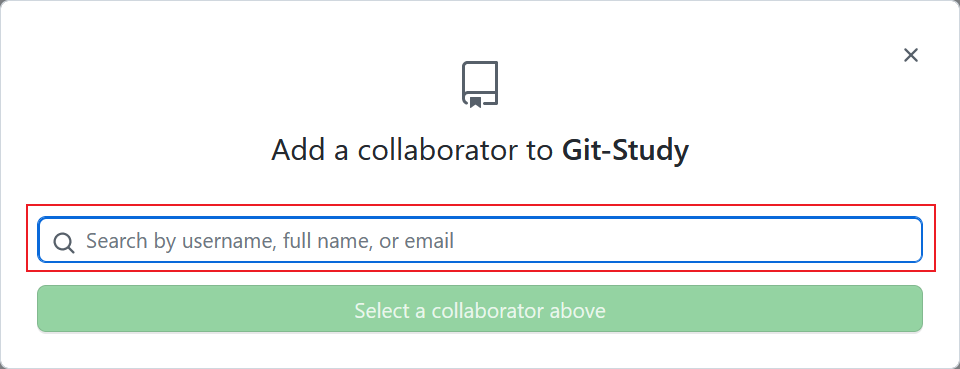 Add a collaborator to Git-Study
Search by username, full name, or email
Select a collaborator above